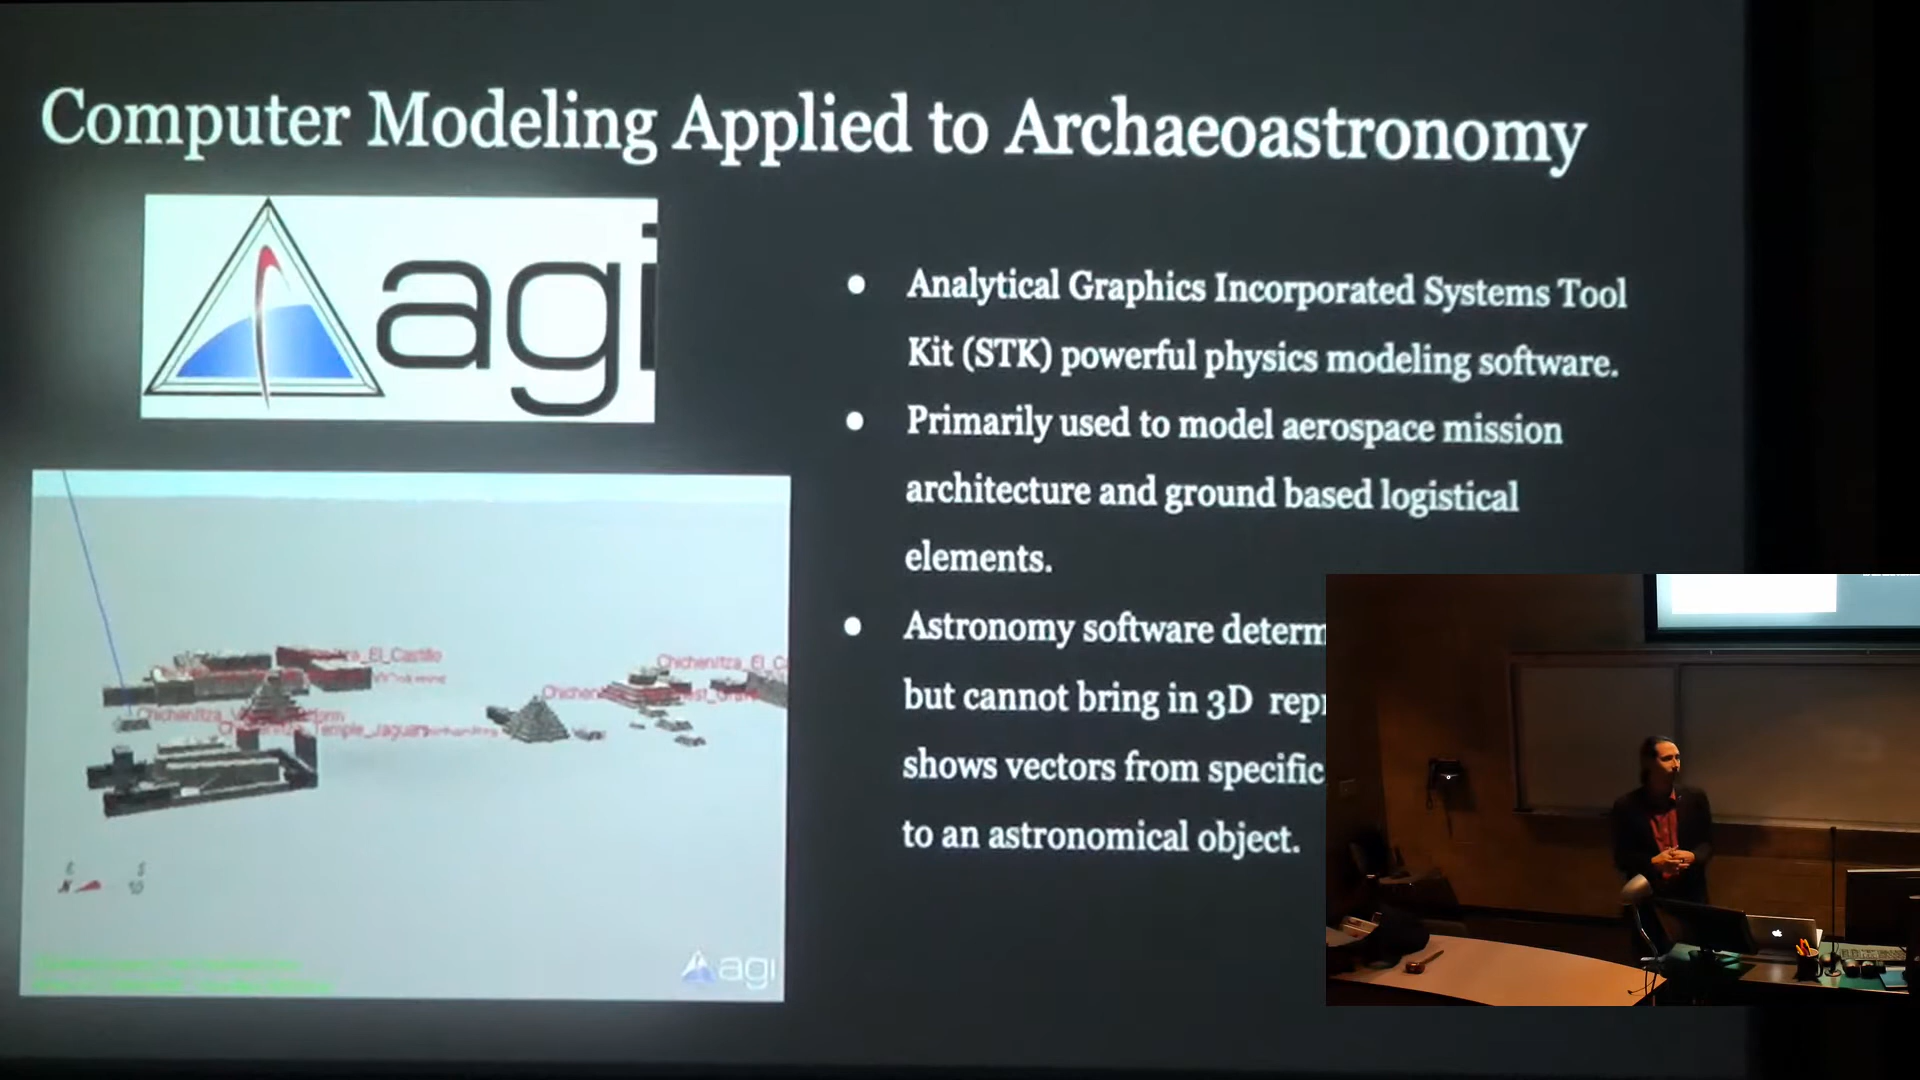 Computer Modeling Applied to Archaeoastronomy
agi
Analytical Graphics Incorporated Systems Tool
Kit (STK) powerful physics modeling software.
Primarily used to model aerospace mission
architecture and ground based logistical
elements.
Astronomy software determ
but cannot bring in 3D rep
shows vectors from specific
to an astronomical object.
Chichenitza_El_C
Chichenitza_Temple_Jaguar
agi